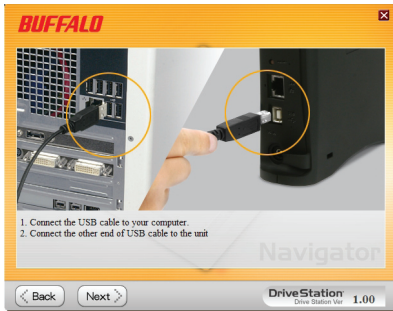 BUFFALO
1. Connect the USB cable to your computer.
2. Connect the other end of USB cable to the unit
Navigator
Back
Next
DriveStation
Drive Station Ver 1.00